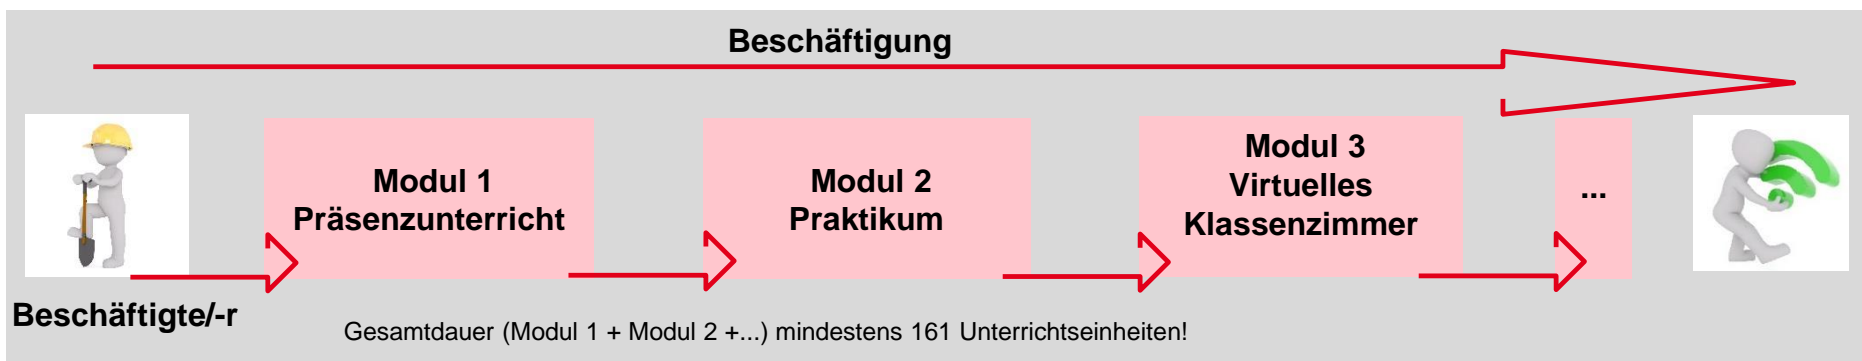 Beschäftigung
Modul 1
Präsenzunterricht
Modul 2
Praktikum
Modul 3
Virtuelles
Klassenzimmer
...
Beschäftigte/-r
Gesamtdauer (Modul 1 + Modul 2 +...) mindestens 161 Unterrichtseinheiten!